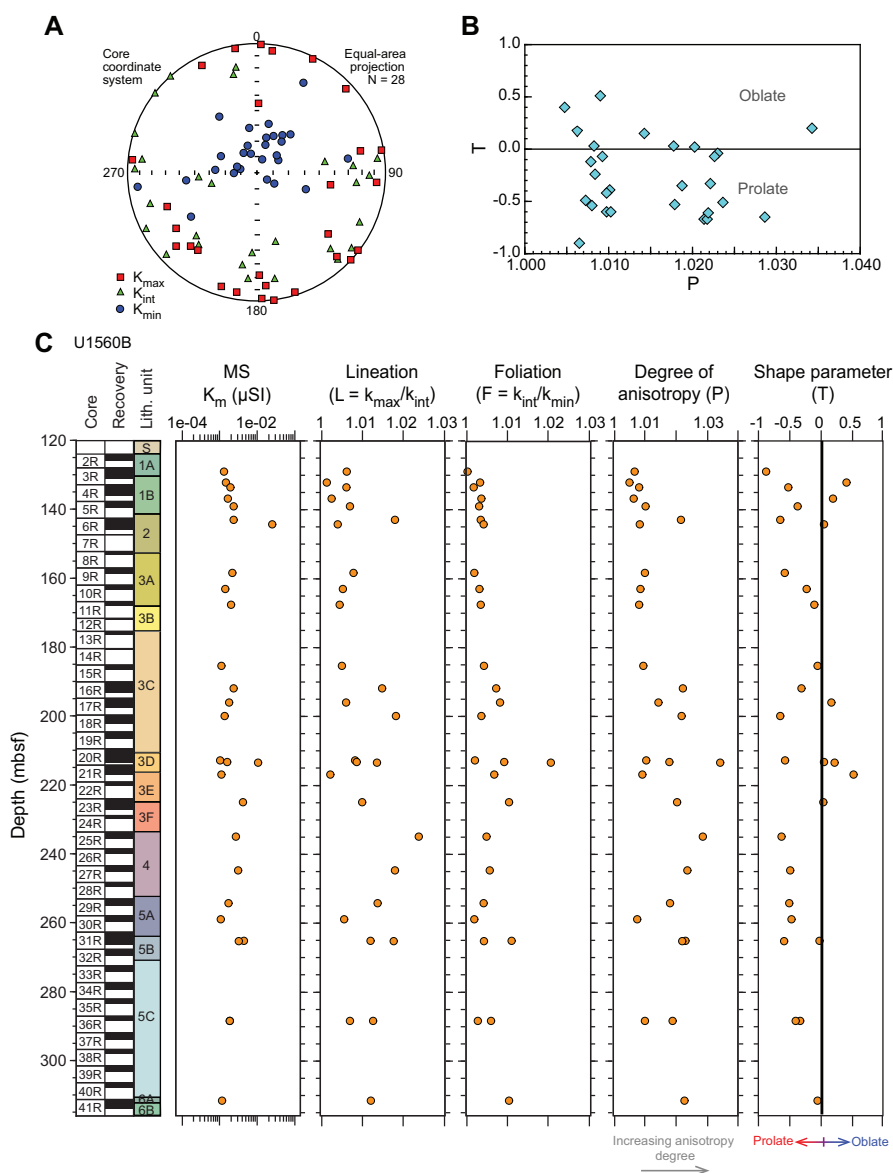 A
B
0
Core
coordinate
system
Equal-area
projection
N = 28
270
90
180
Kmax
Kint
Kmin
1.0
0.5
0.0
-0.5
-1.0
T
Oblate
Prolate
1.000 1.010 1.020 1.030 1.040
P
C U1560B
Core Recovery Lith. unit
MS
Km (µSI)
1e-04 1e-02
Lineation
(L = kmax/kint)
1 1.01 1.02 1.03
Foliation
(F = kint/kmin)
1 1.01 1.02 1.03
Degree of
anisotropy (P)
1 1.01 1.03
Shape parameter
(T)
-1 -0.5 0 0.5 1
Depth (mbsf)
120
140
160
180
200
220
240
260
280
300
2R
3R
4R
5R
6R
7R
8R
9R
10R
11R
12R
13R
14R
15R
16R
17R
18R
19R
20R
21R
22R
23R
24R
25R
26R
27R
28R
29R
30R
31R
32R
33R
34R
35R
36R
37R
38R
39R
40R
41R
S
1A
1B
2
3A
3B
3C
3D
3E
3F
4
5A
5B
5C
6A
6B
Increasing anisotropy
degree
Prolate Oblate